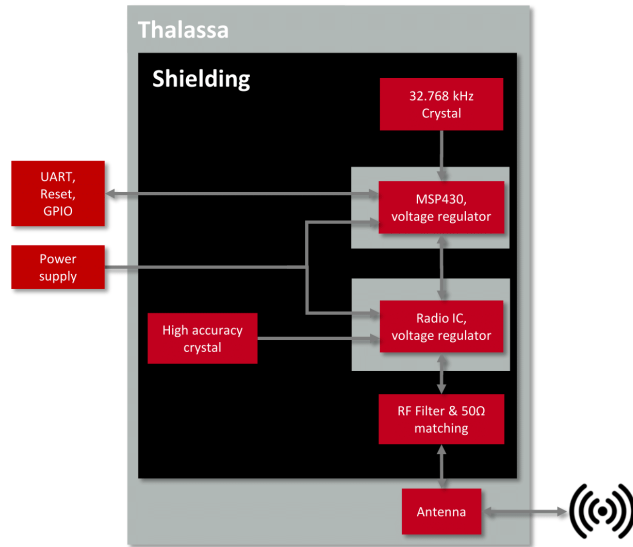 Thalassa
Shielding
32.768 kHz
Crystal
UART,
Reset,
GPIO
MSP430,
voltage regulator
Power
supply
High accuracy
crystal
Radio IC,
voltage regulator
RF Filter & 50Ω
matching
Antenna